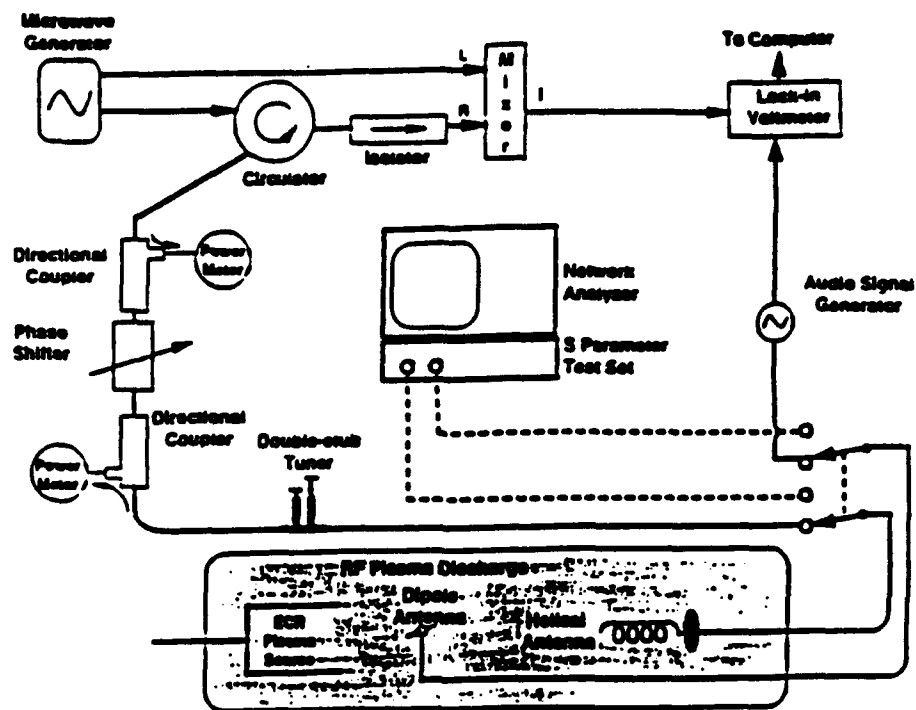 Microwave
Generator
L
M
i
x
e
r
I
R
To Computer
Lock-in
Voltmeter
Isolator
Circulator
Directional
Coupler
Power
Meter
Network
Analyzer
Audio Signal
Generator
Phase
Shifter
S Parameter
Test Set
Directional
Coupler
Double-stub
Tuner
Power
Meter
RF Plasma Discharge
Dipole
Antenna
ECR
Plasma
Source
Helical
Antenna